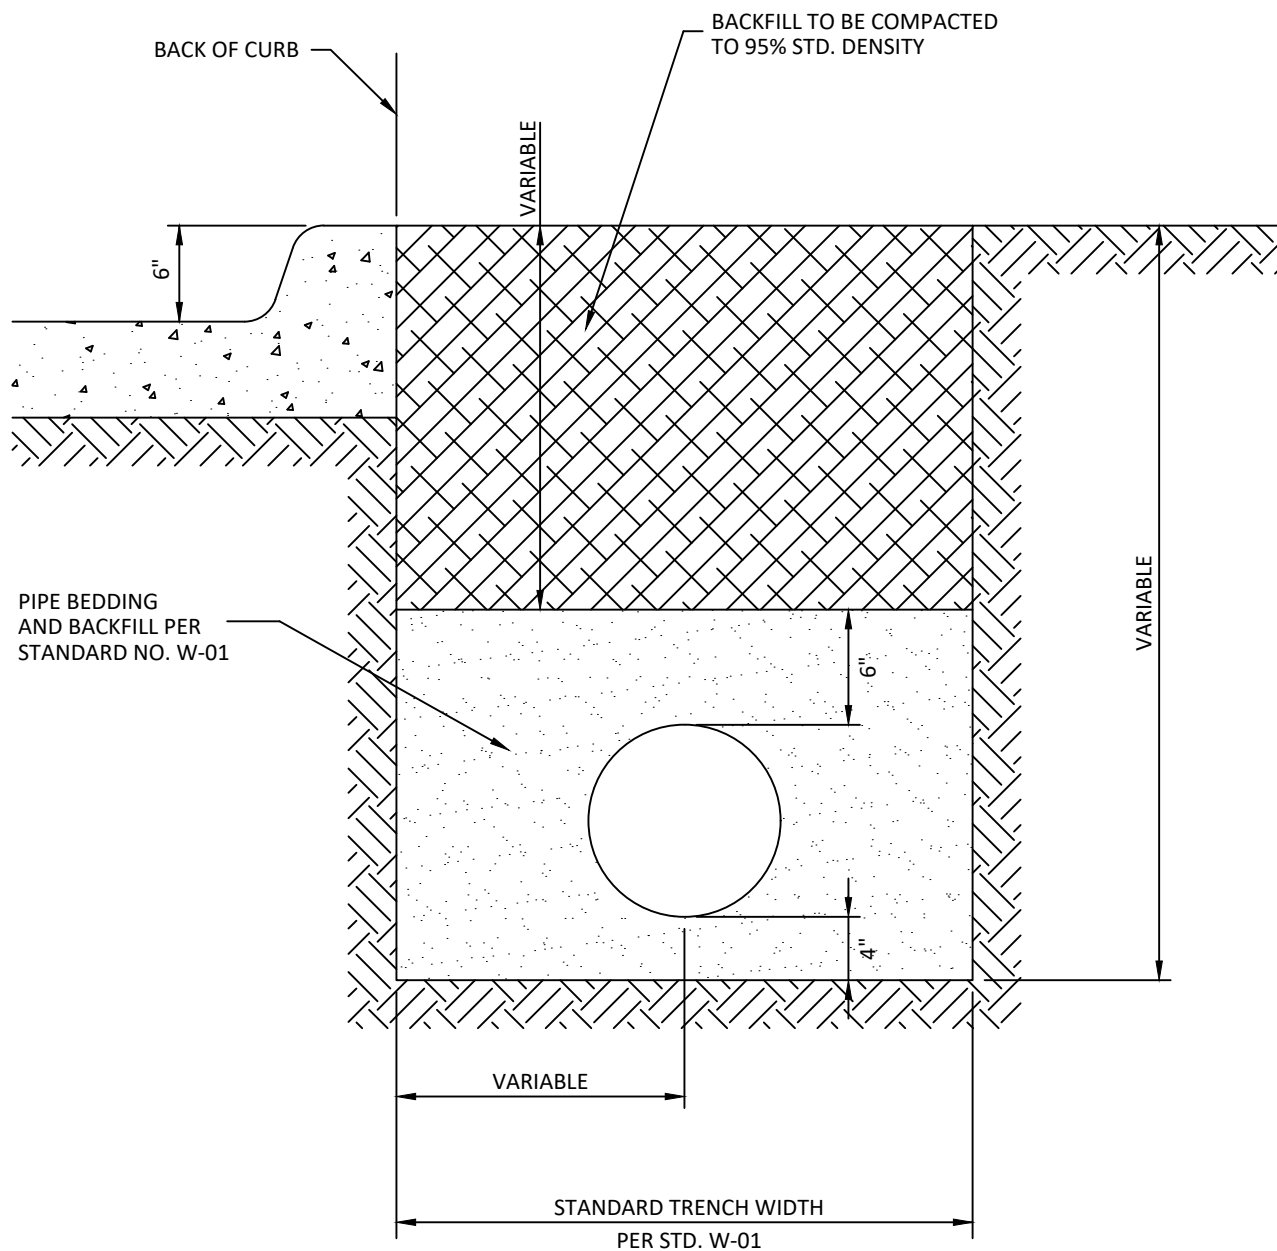 BACKFILL TO BE COMPACTED
TO 95% STD. DENSITY
BACK OF CURB
VARIABLE
6"
PIPE BEDDING
AND BACKFILL PER
STANDARD NO. W-01
VARIABLE
6"
4"
VARIABLE
STANDARD TRENCH WIDTH
PER STD. W-01